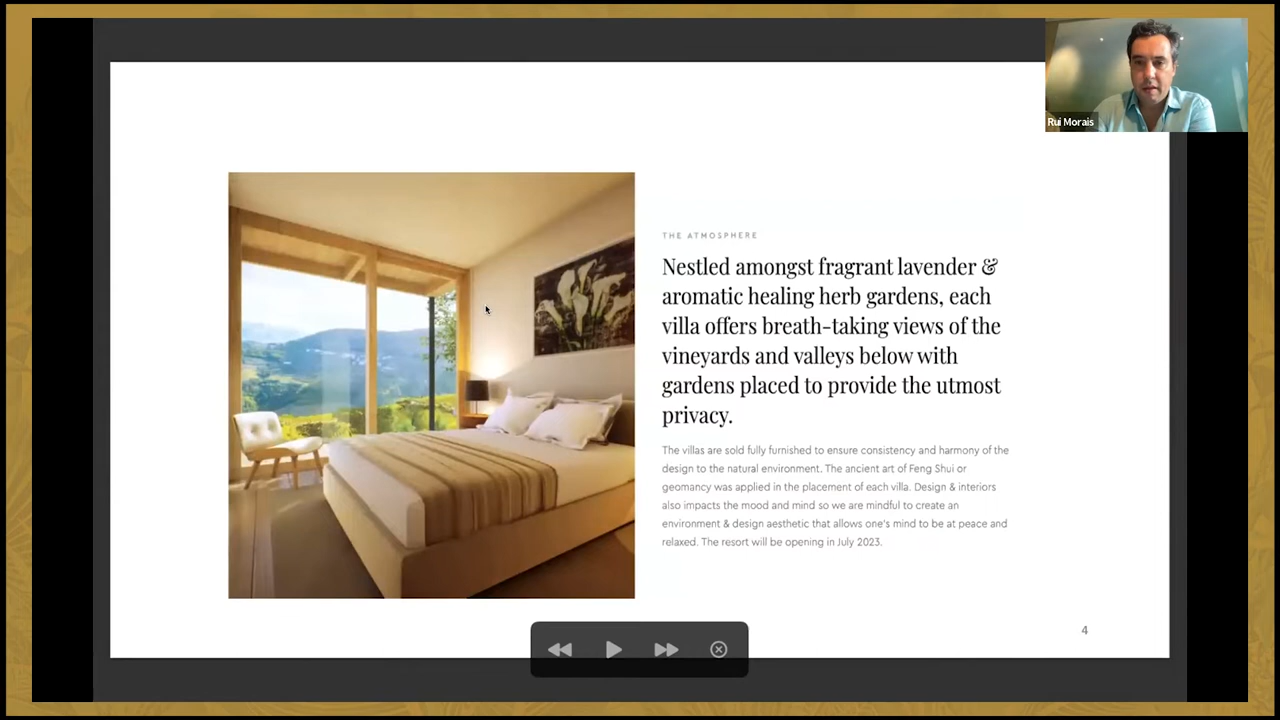 Rui Morais
THE ATMOSPHERE
Nestled amongst fragrant lavender &
aromatic healing herb gardens, each
villa offers breath-taking views of the
vineyards and valleys below with
gardens placed to provide the utmost
privacy.
The villas are sold fully furnished to ensure consistency and harmony of the
design to the natural environment. The ancient art of Feng Shui or
geomancy was applied in the placement of each villa. Design & interiors
also impacts the mood and mind so we are mindful to create an
environment & design aesthetic that allows one's mind to be at peace and
relaxed. The resort will be opening in July 2023.
4